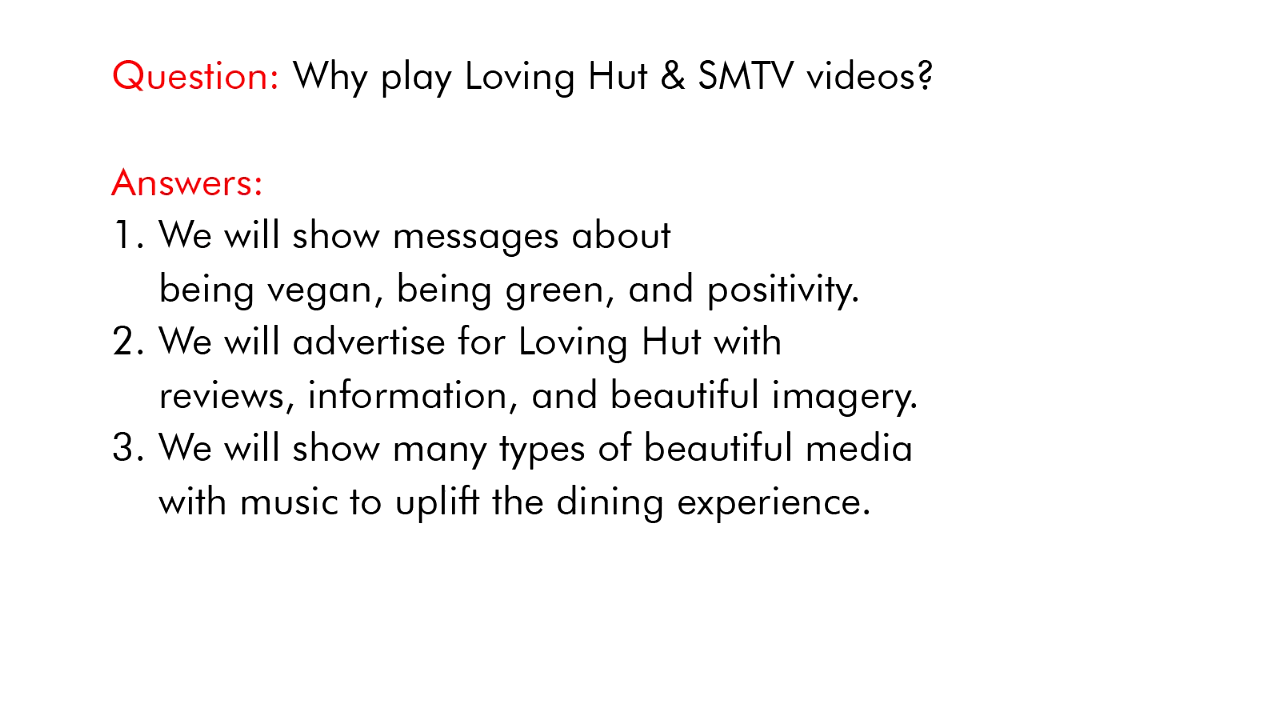 Question: Why play Loving Hut & SMTV videos?
Answers:
1. We will show messages about
being vegan, being green, and positivity.
2. We will advertise for Loving Hut with
reviews, information, and beautiful imagery.
3. We will show many types of beautiful media
with music to uplift the dining experience.